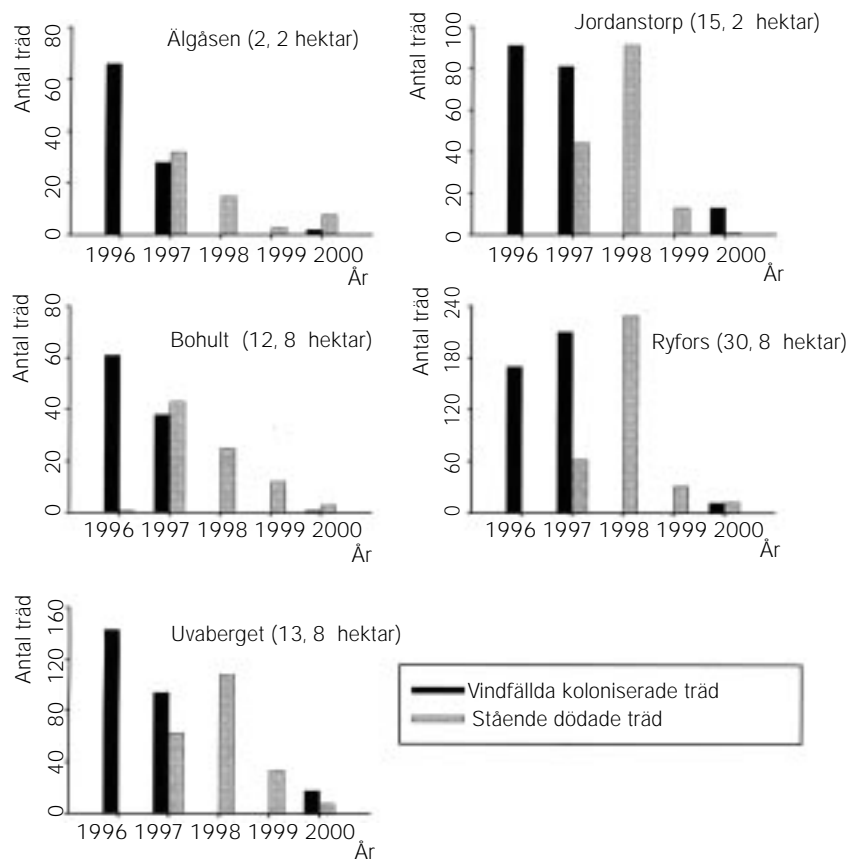 Älgåsen (2, 2 hektar)
Antal träd
80
60
40
20
0
1996 1997 1998 1999 2000
År
Jordanstorp (15, 2 hektar)
Antal träd
100
80
60
40
20
0
1996 1997 1998 1999 2000
År
Bohult (12, 8 hektar)
Antal träd
80
60
40
20
0
1996 1997 1998 1999 2000
År
Ryfors (30, 8 hektar)
Antal träd
240
180
120
60
0
1996 1997 1998 1999 2000
År
Uvaberget (13, 8 hektar)
Antal träd
160
120
80
40
0
1996 1997 1998 1999 2000
År
Vindfällda koloniserade träd
Stående dödade träd